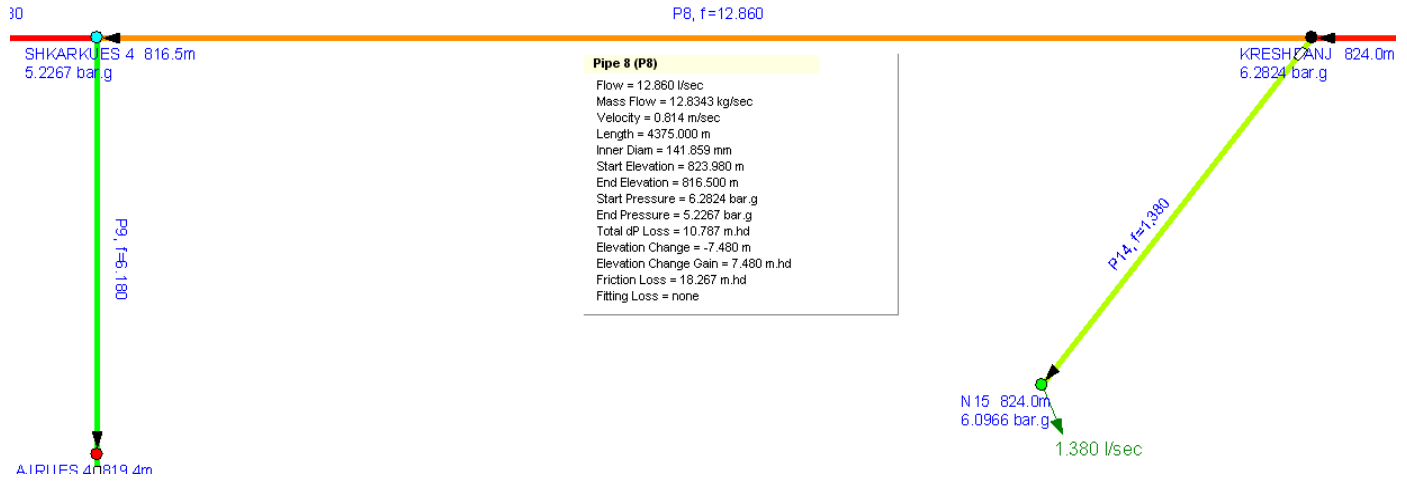 30
P8, f=12.860
SHKARKUES 4 816.5m
5.2267 bar.g
KRESHDANJ 824.0m
6.2824 bar.g
Pipe 8 (P8)
Flow = 12.860 l/sec
Mass Flow = 12.8343 kg/sec
Velocity = 0.814 m/sec
Length = 4375.000 m
Inner Diam = 141.859 mm
Start Elevation = 823.980 m
End Elevation = 816.500 m
Start Pressure = 6.2824 bar.g
End Pressure = 5.2267 bar.g
Total dP Loss = 10.787 m.hd
Elevation Change = -7.480 m
Elevation Change Gain = 7.480 m.hd
Friction Loss = 18.267 m.hd
Fitting Loss = none
P9, f=6.180
P14, f=1.380
N15 824.0m
6.0966 bar.g
1.380 l/sec
819.4m